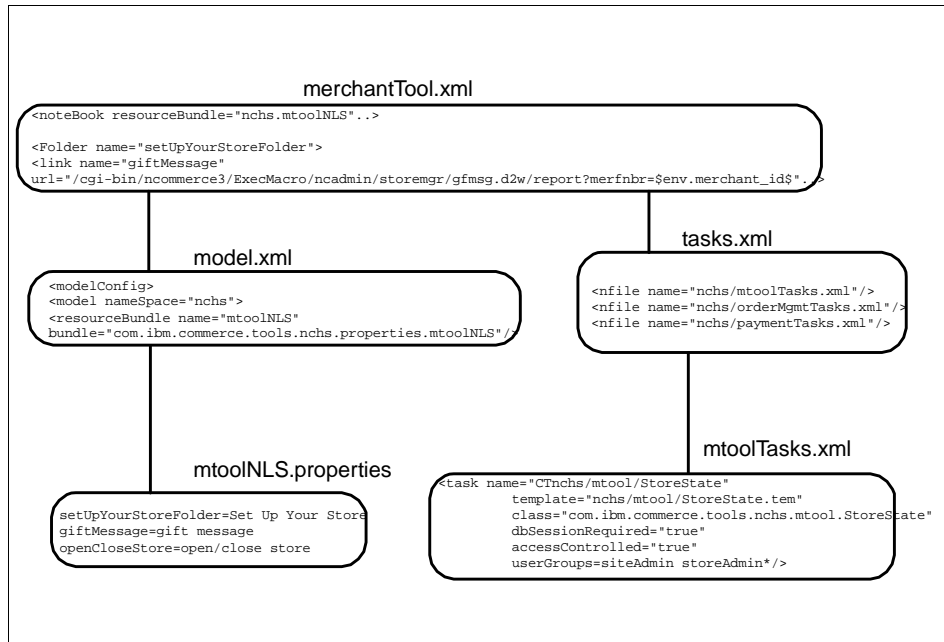 merchantTool.xml
<noteBook resourceBundle="nchs.mtoolNLS"..>
<Folder name="setUpYourStoreFolder">
<link name="giftMessage"
url="/cgi-bin/ncommerce3/ExecMacro/ncadmin/storemgr/gfmsg.d2w/report?merfnbr=$env.merchant_id$"..>
model.xml
<modelConfig>
<model nameSpace="nchs">
<resourceBundle name="mtoolNLS"
bundle="com.ibm.commerce.tools.nchs.properties.mtoolNLS"/>
tasks.xml
<nfile name="nchs/mtoolTasks.xml"/>
<nfile name="nchs/orderMgmtTasks.xml"/>
<nfile name="nchs/paymentTasks.xml"/>
mtoolNLS.properties
setUpYourStoreFolder=Set Up Your Store
giftMessage=gift message
openCloseStore=open/close store
mtoolTasks.xml
<task name="CTnchs/mtool/StoreState"
template="nchs/mtool/StoreState.tem"
class="com.ibm.commerce.tools.nchs.mtool.StoreState"
dbSessionRequired="true"
accessControlled="true"
userGroups=siteAdmin storeAdmin*/>